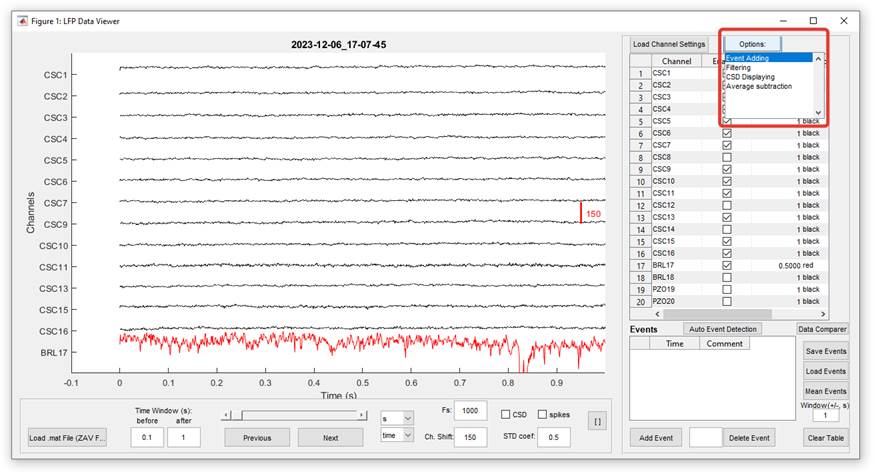 Figure 1: LFP Data Viewer
2023-12-06_17-07-45
Load Channel Settings
Options:
Event Adding
Filtering
CSD Displaying
Average subtraction
Channel
1 CSC1
2 CSC2
3 CSC3
4 CSC4
5 CSC5 1 black
6 CSC6 1 black
7 CSC7 1 black
8 CSC8 1 black
9 CSC9 1 black
10 CSC10 1 black
11 CSC11 1 black
12 CSC12 1 black
13 CSC13 1 black
14 CSC14 1 black
15 CSC15 1 black
16 CSC16 1 black
17 BRL17 0.5000 red
18 BRL18 1 black
19 PZO19 1 black
20 PZO20 1 black
CSC1
CSC2
CSC3
CSC4
CSC5
CSC6
CSC7
CSC9
CSC10
CSC11
CSC13
CSC15
CSC16
BRL17
Channels
150
-0.1 0 0.1 0.2 0.3 0.4 0.5 0.6 0.7 0.8 0.9
Time (s)
Events
Auto Event Detection
Data Comparer
Time Comment
Save Events
Load Events
Mean Events
Window(+/-, s)
1
Add Event
Delete Event
Clear Table
Load .mat File (ZAV F...
Time Window (s):
before after
0.1 1
Previous
Next
s
time
Fs: 1000
Ch. Shift: 150
CSD
spikes
STD coef: 0.5
[ ]